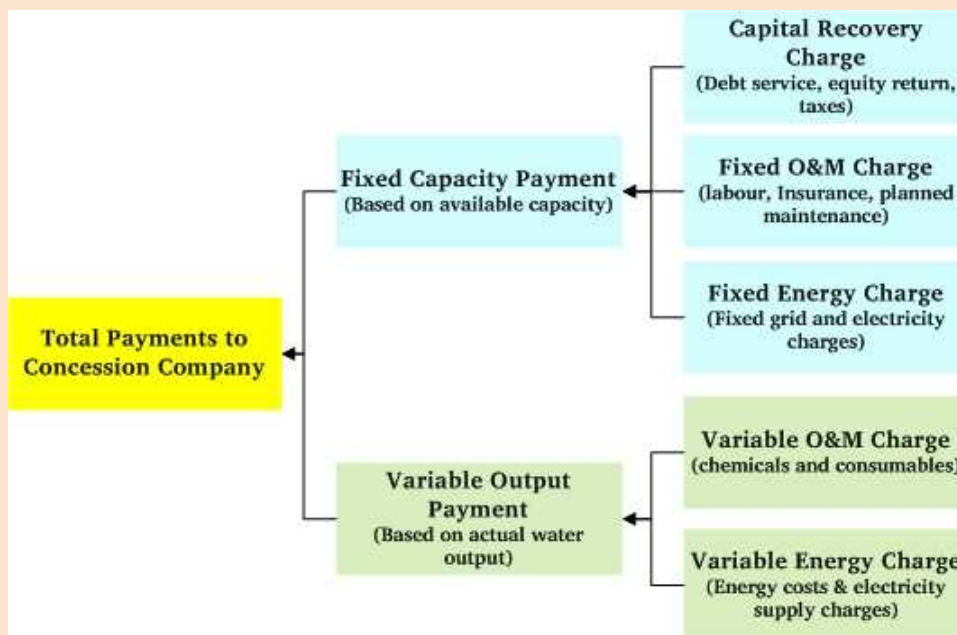 Capital Recovery
Charge
(Debt service, equity return,
taxes)
Fixed Capacity Payment
(Based on available capacity)
Fixed O&M Charge
(labour, Insurance, planned
maintenance)
Fixed Energy Charge
(Fixed grid and electricity
charges)
Total Payments to
Concession Company
Variable Output
Payment
(Based on actual water
output)
Variable O&M Charge
(chemicals and consumables)
Variable Energy Charge
(Energy costs & electricity
supply charges)